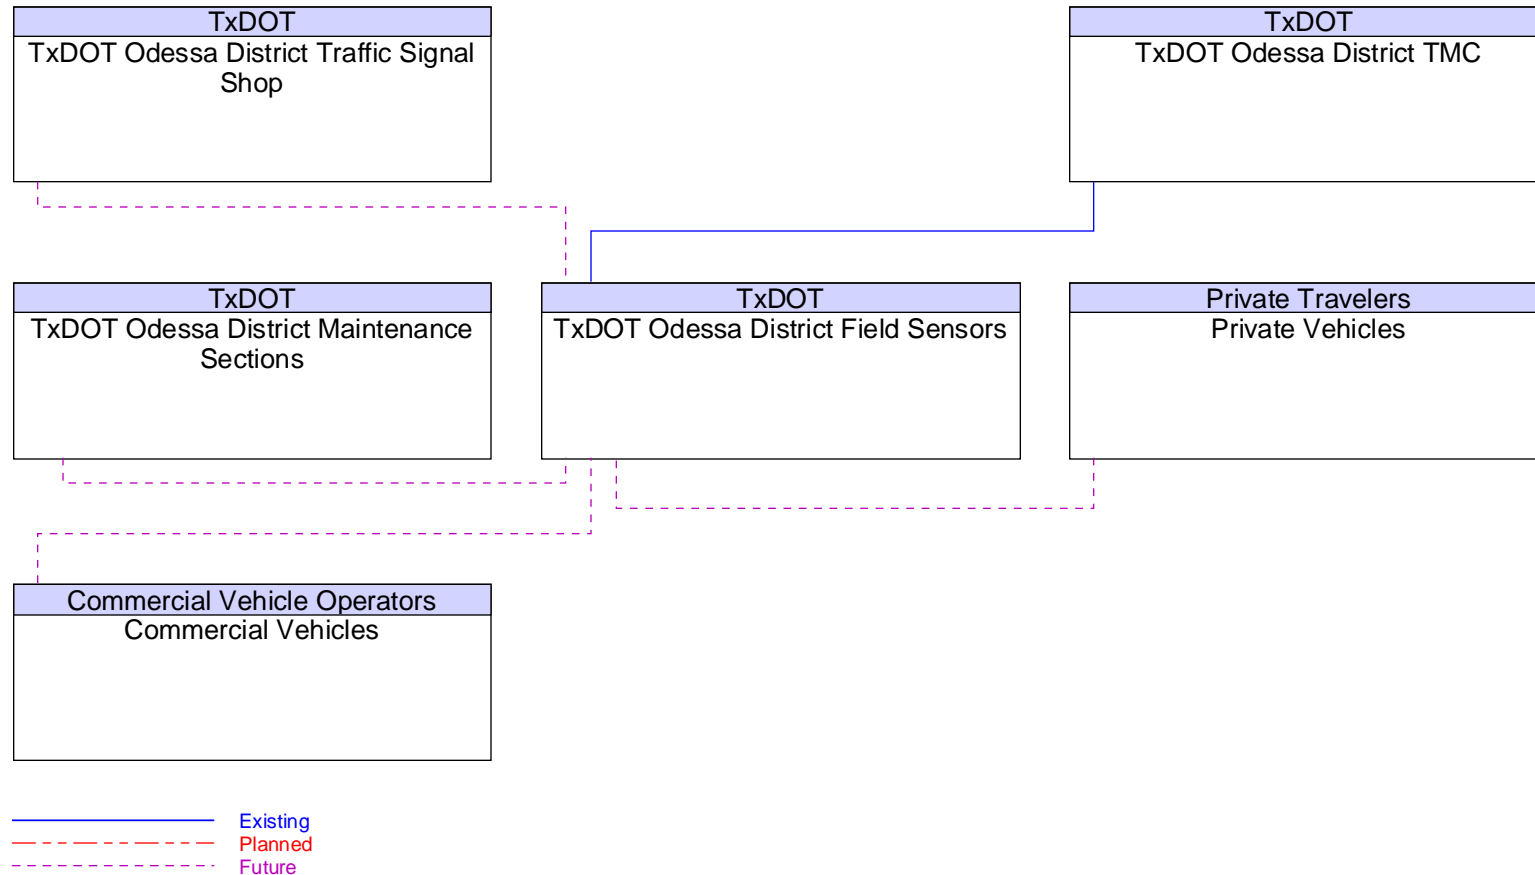 TxDOT
TxDOT Odessa District Traffic Signal
Shop
TxDOT
TxDOT Odessa District TMC
TxDOT
TxDOT Odessa District Maintenance
Sections
TxDOT
TxDOT Odessa District Field Sensors
Private Travelers
Private Vehicles
Commercial Vehicle Operators
Commercial Vehicles
Existing
Planned
Future